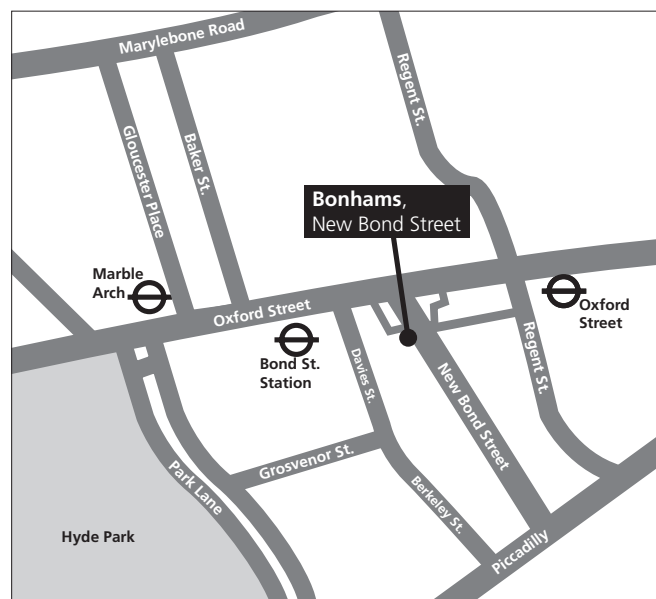 Marylebone Road
Regent St.
Gloucester Place
Baker St.
Bonhams,
New Bond Street
Marble
Arch
Oxford Street
Oxford
Street
Bond St.
Station
Davies St.
New Bond Street
Regent St.
Grosvenor St.
Park Lane
Berkeley St.
Hyde Park
Piccadilly